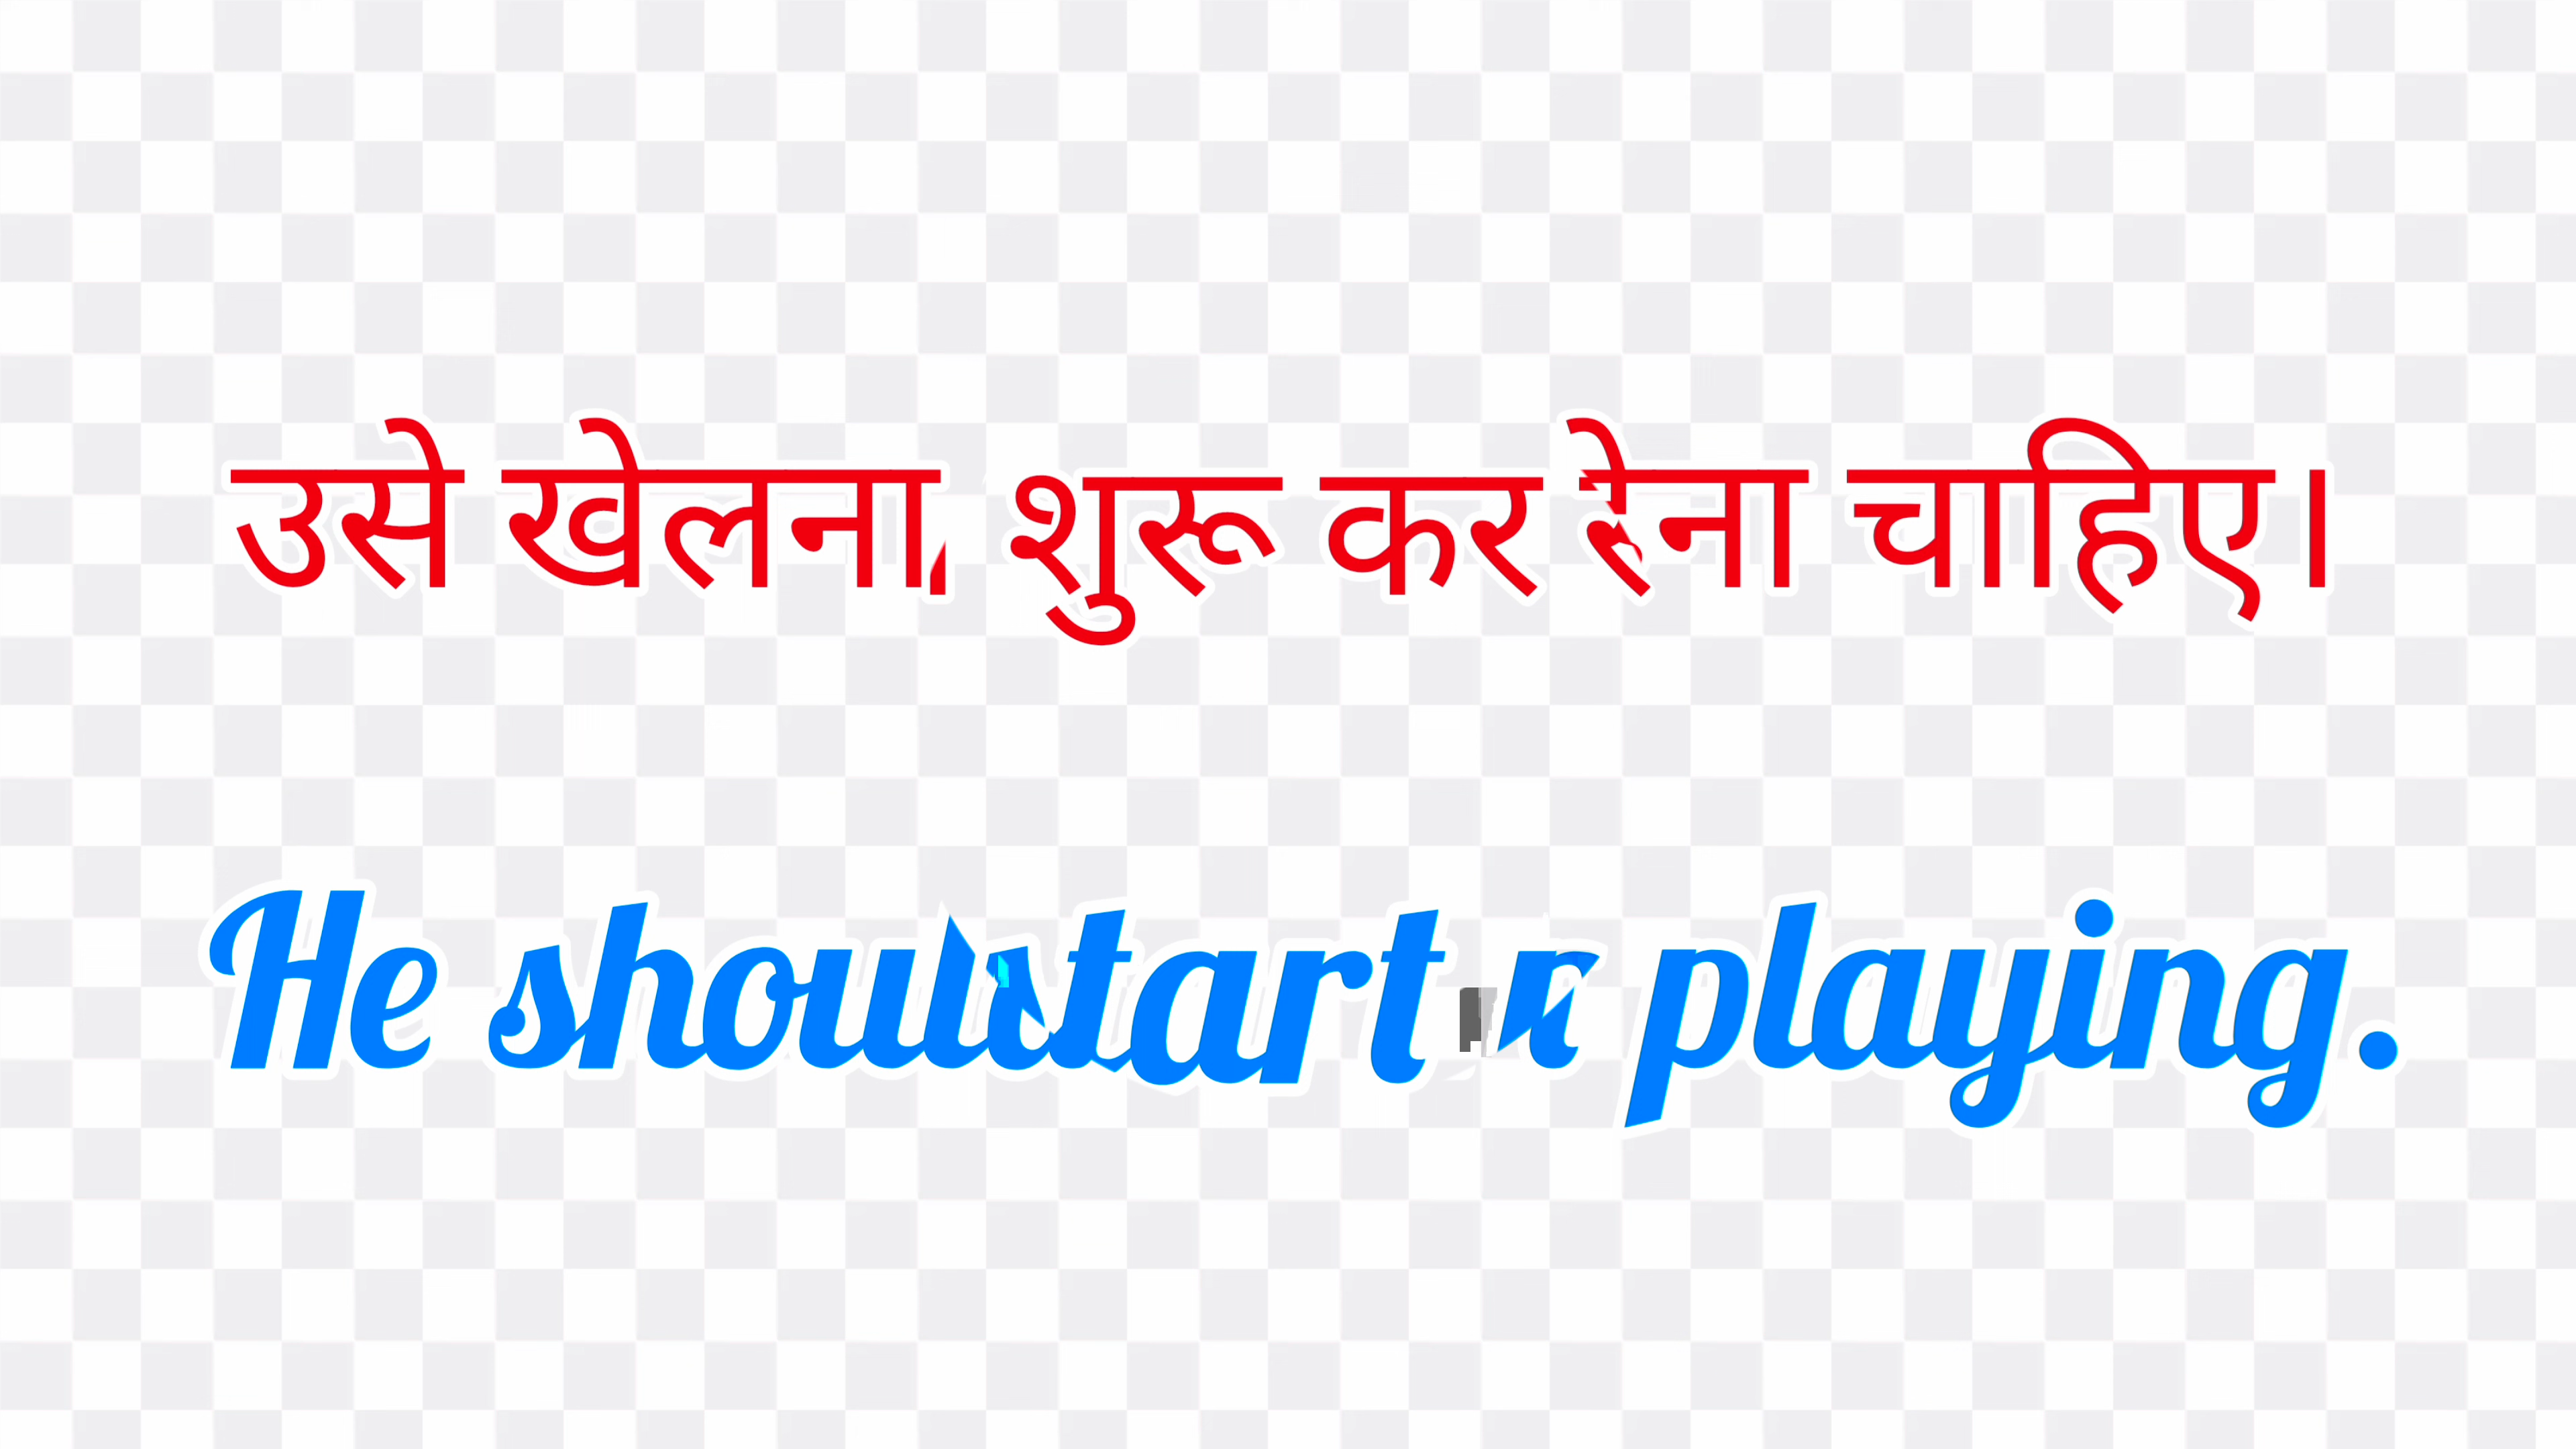 उसे खेलना शुरू कर देना चाहिए।
He start playing.